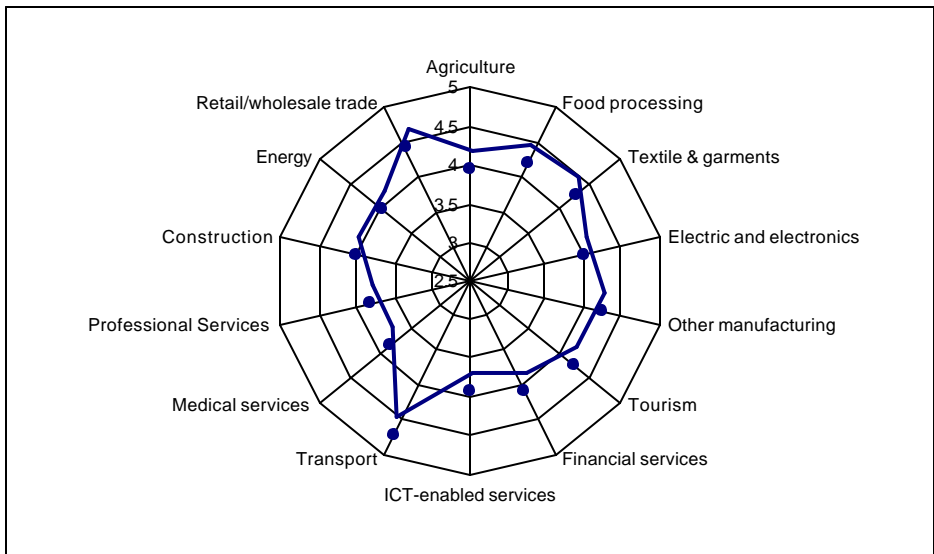 Agriculture
5
Retail/wholesale trade
Food processing
4.5
Energy
Textile & garments
4
3.5
Construction
Electric and electronics
3
2.5
Professional Services
Other manufacturing
Medical services
Tourism
Transport
Financial services
ICT-enabled services